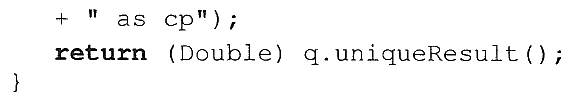 + " as cp");
return (Double) q.uniqueResult();
}